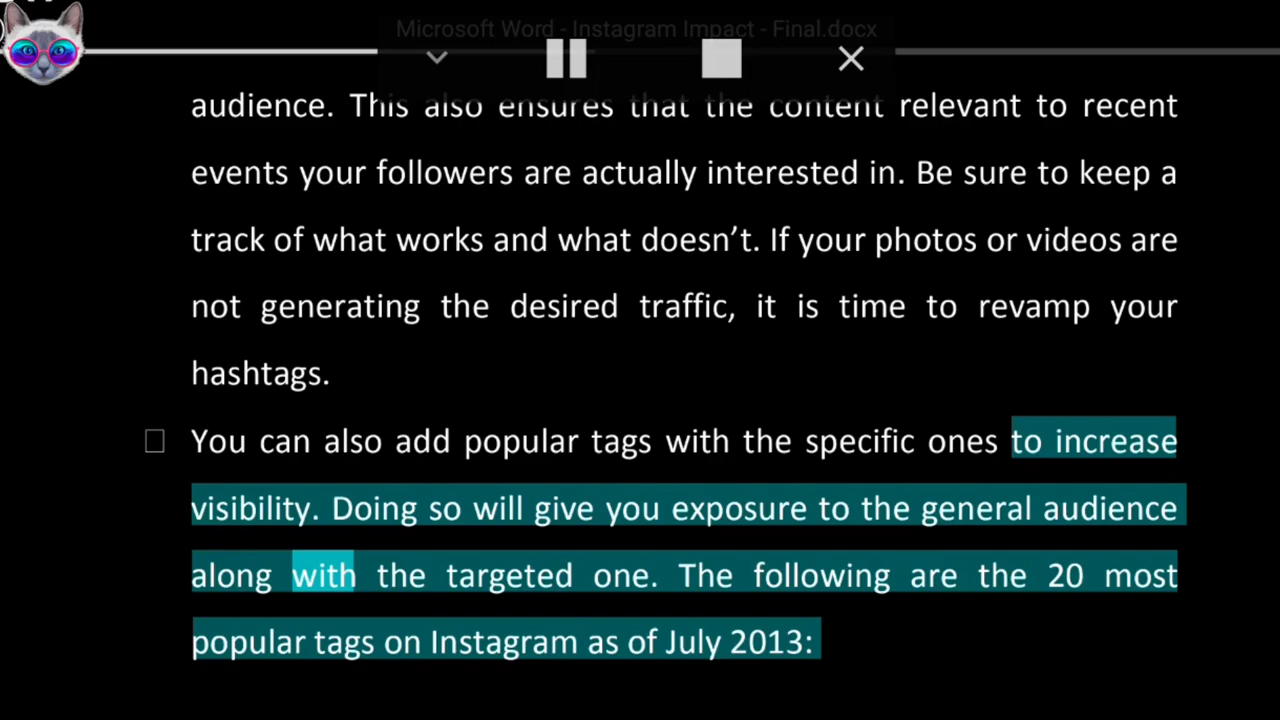 Microsoft Word - Instagram Impact - Final.docx
audience. This also ensures that the content relevant to recent
events your followers are actually interested in. Be sure to keep a
track of what works and what doesn’t. If your photos or videos are
not generating the desired traffic, it is time to revamp your
hashtags.
You can also add popular tags with the specific ones to increase
visibility. Doing so will give you exposure to the general audience
along with the targeted one. The following are the 20 most
popular tags on Instagram as of July 2013: